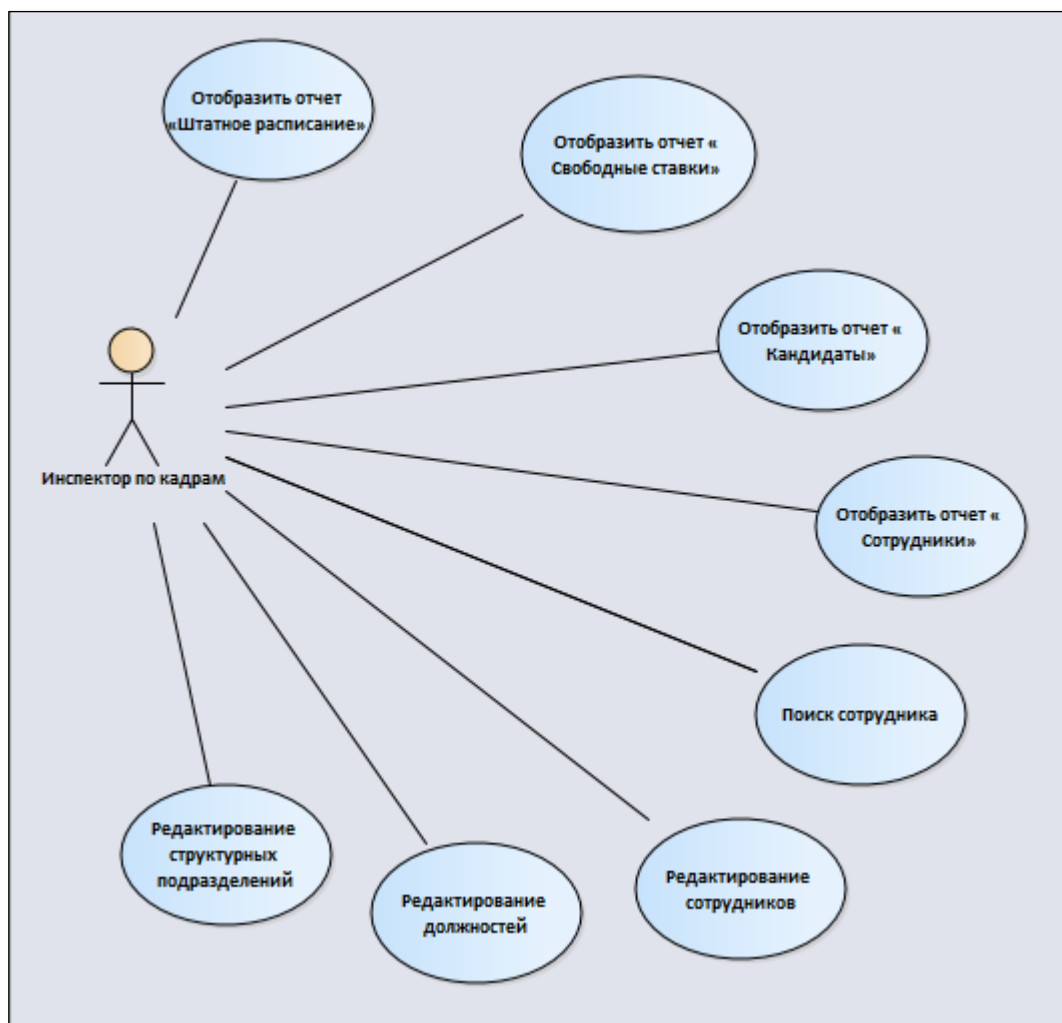 Отобразить отчет
«Штатное расписание»
Отобразить отчет «
Свободные ставки»
Отобразить отчет «
Кандидаты»
Инспектор по кадрам
Отобразить отчет «
Сотрудники»
Поиск сотрудника
Редактирование
структурных
подразделений
Редактирование
должностей
Редактирование
сотрудников